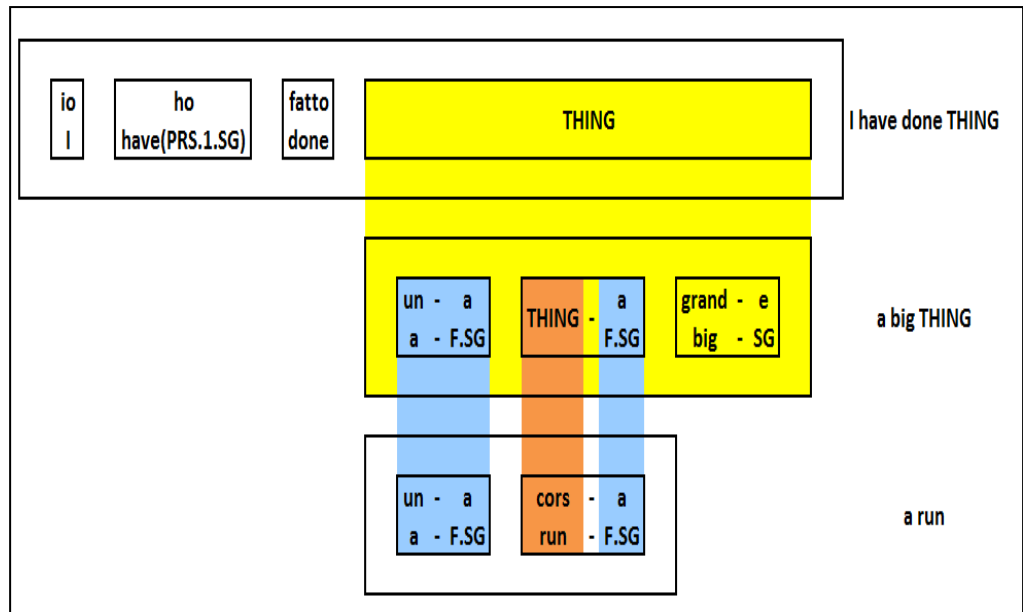 io ho fatto THING I have done THING
I have(PRS.1.SG) done
un - a THING - a grand - e a big THING
a - F.SG F.SG big - SG
un - a cors - a a run
a - F.SG run - F.SG